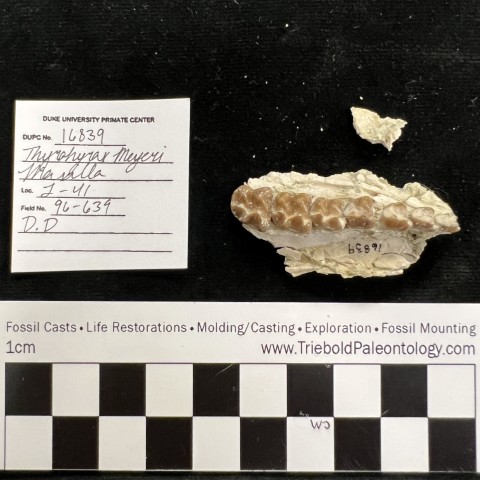 DUKE UNIVERSITY PRIMATE CENTER
DUPC No. 16839
Thyrohyrax Meyeri
Maxilla
Loc. I-41
Field No. 96-639
D.D
16839
Fossil Casts • Life Restorations • Molding/Casting • Exploration • Fossil Mounting
1cm www.TrieboldPaleontology.com
CM